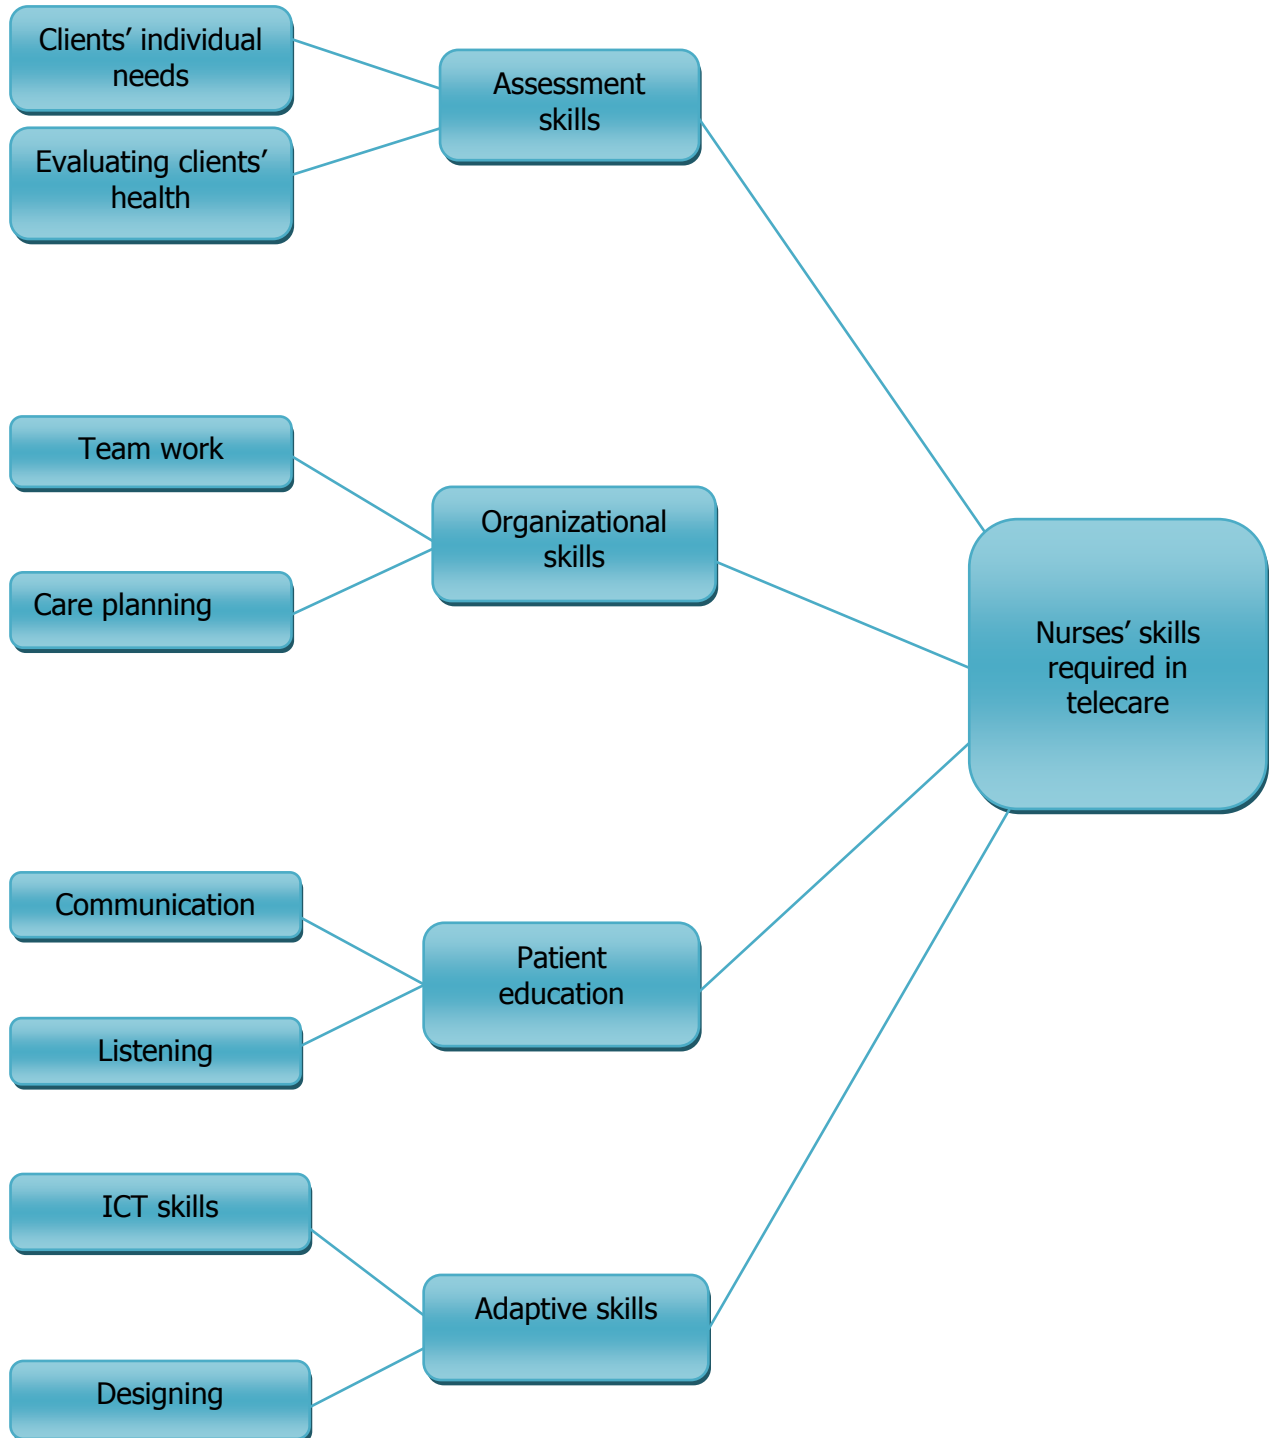 Clients’ individual
needs
Evaluating clients’
health
Assessment
skills
Team work
Care planning
Organizational
skills
Nurses’ skills
required in
telecare
Communication
Listening
Patient
education
ICT skills
Designing
Adaptive skills